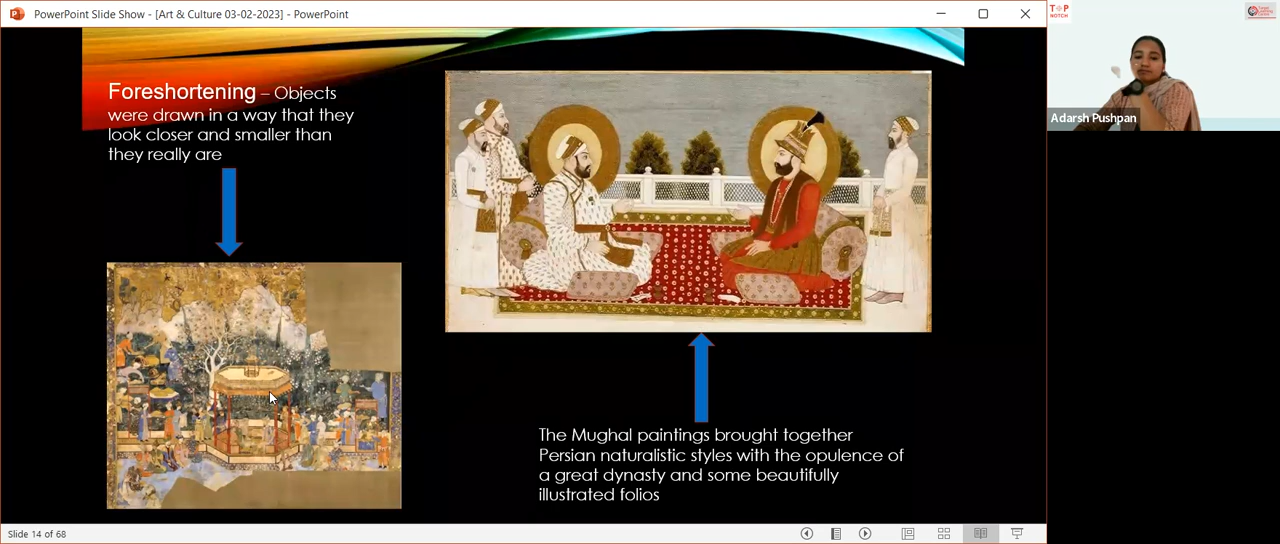 PowerPoint Slide Show - [Art & Culture 03-02-2023] - PowerPoint
T P
NOTCH
Foreshortening – Objects
were drawn in a way that they
look closer and smaller than
they really are
Adarsh Pushpan
The Mughal paintings brought together
Persian naturalistic styles with the opulence of
a great dynasty and some beautifully
illustrated folios
Slide 14 of 68